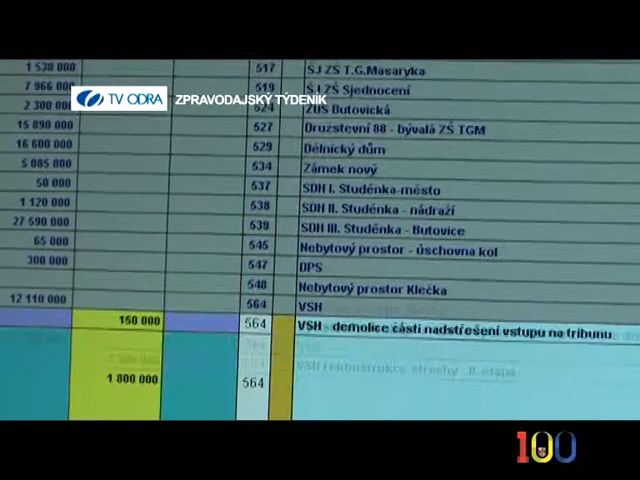 1 530 000 517 ŠJ ZŠ T.G.Masaryka
7 966 000 519 ŠJ ZŠ Sjednocení
TV ODRA ZPRAVODAJSKÝ TÝDENÍK
2 300 000 524 ZUŠ Butovická
15 890 000 527 Družstevní 88 - bývalá ZŠ TGM
16 600 000 529 Dělnický dům
5 085 000 534 Zámek nový
50 000 537 SDH I. Studénka-město
1 120 000 538 SDH II. Studénka - nádraží
27 590 000 539 SDH III. Studénka - Butovice
65 000 545 Nebytový prostor - úschovna kol
300 000 547 DPS
548 Nebytový prostor Klečka
12 110 000 564 VSH
150 000 564 VSH - demolice části nadstřešení vstupu na tribunu
VSH rekonstrukce střechy II.etapa
1 800 000 564
100